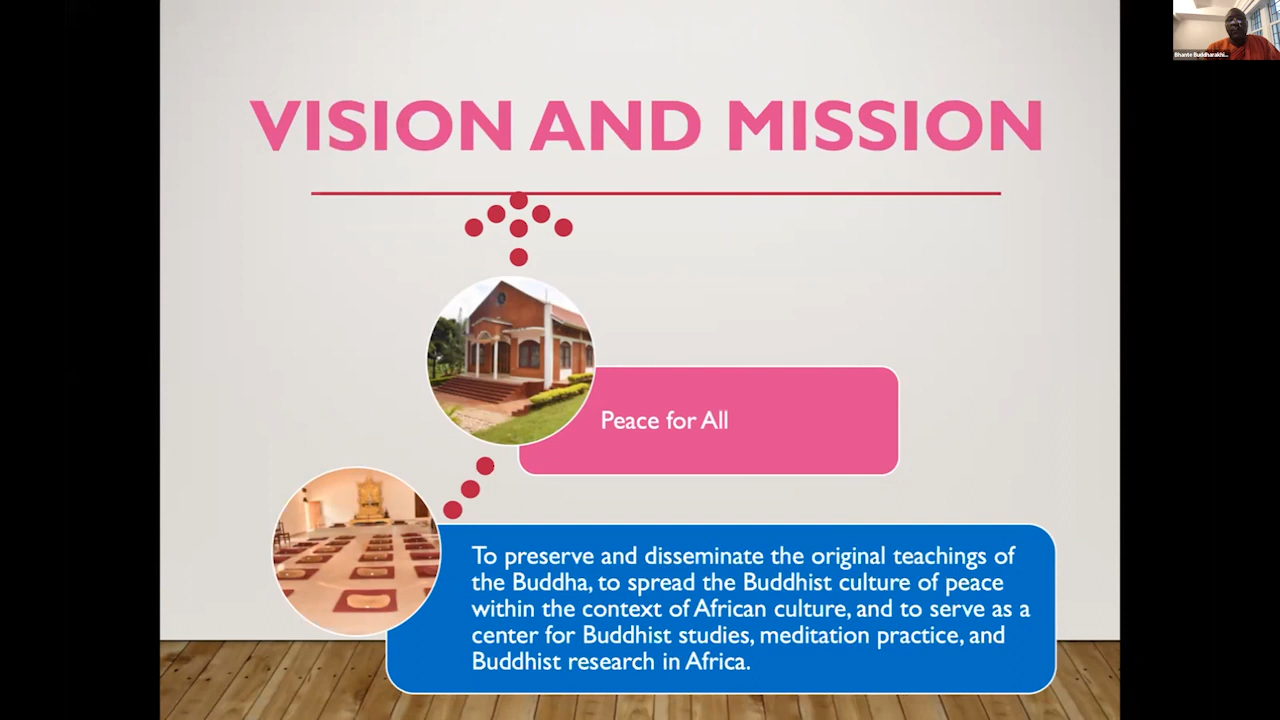 Bhante Buddharakhi...
VISION AND MISSION
Peace for All
To preserve and disseminate the original teachings of
the Buddha, to spread the Buddhist culture of peace
within the context of African culture, and to serve as a
center for Buddhist studies, meditation practice, and
Buddhist research in Africa.